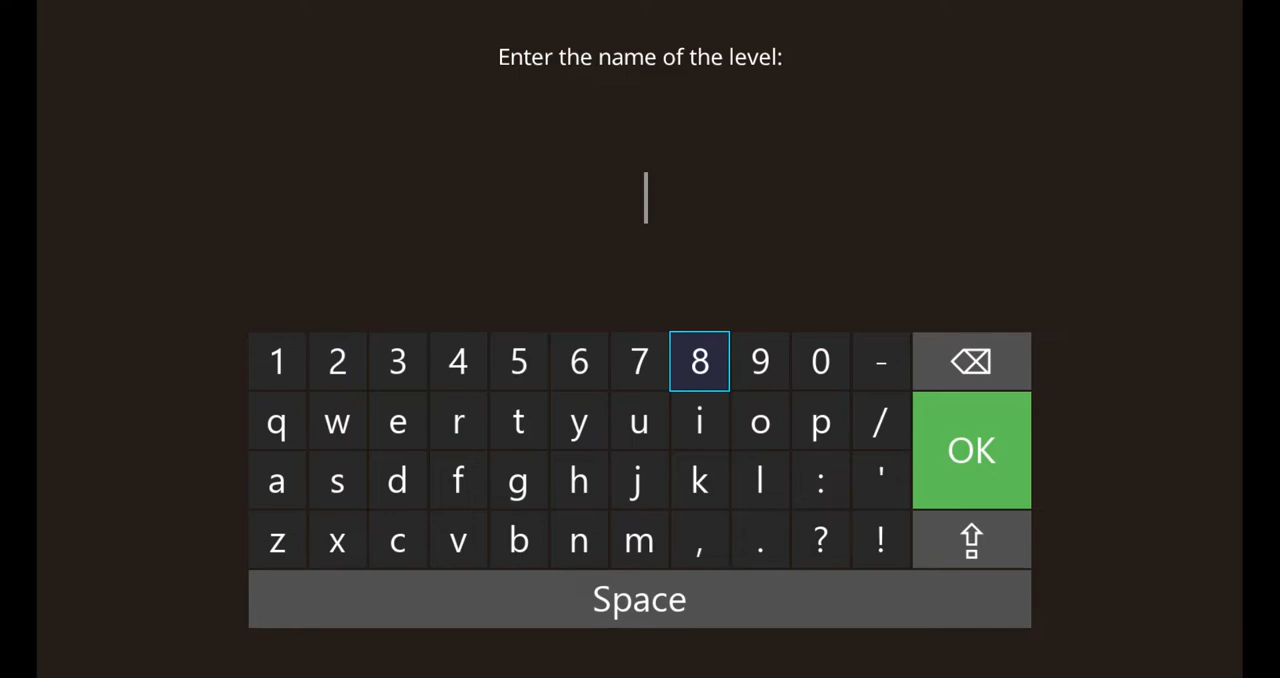 Enter the name of the level:
1 2 3 4 5 6 7 8 9 0 -
q w e r t y u i o p /
OK
a s d f g h j k l : '
z x c v b n m , . ? !
Space